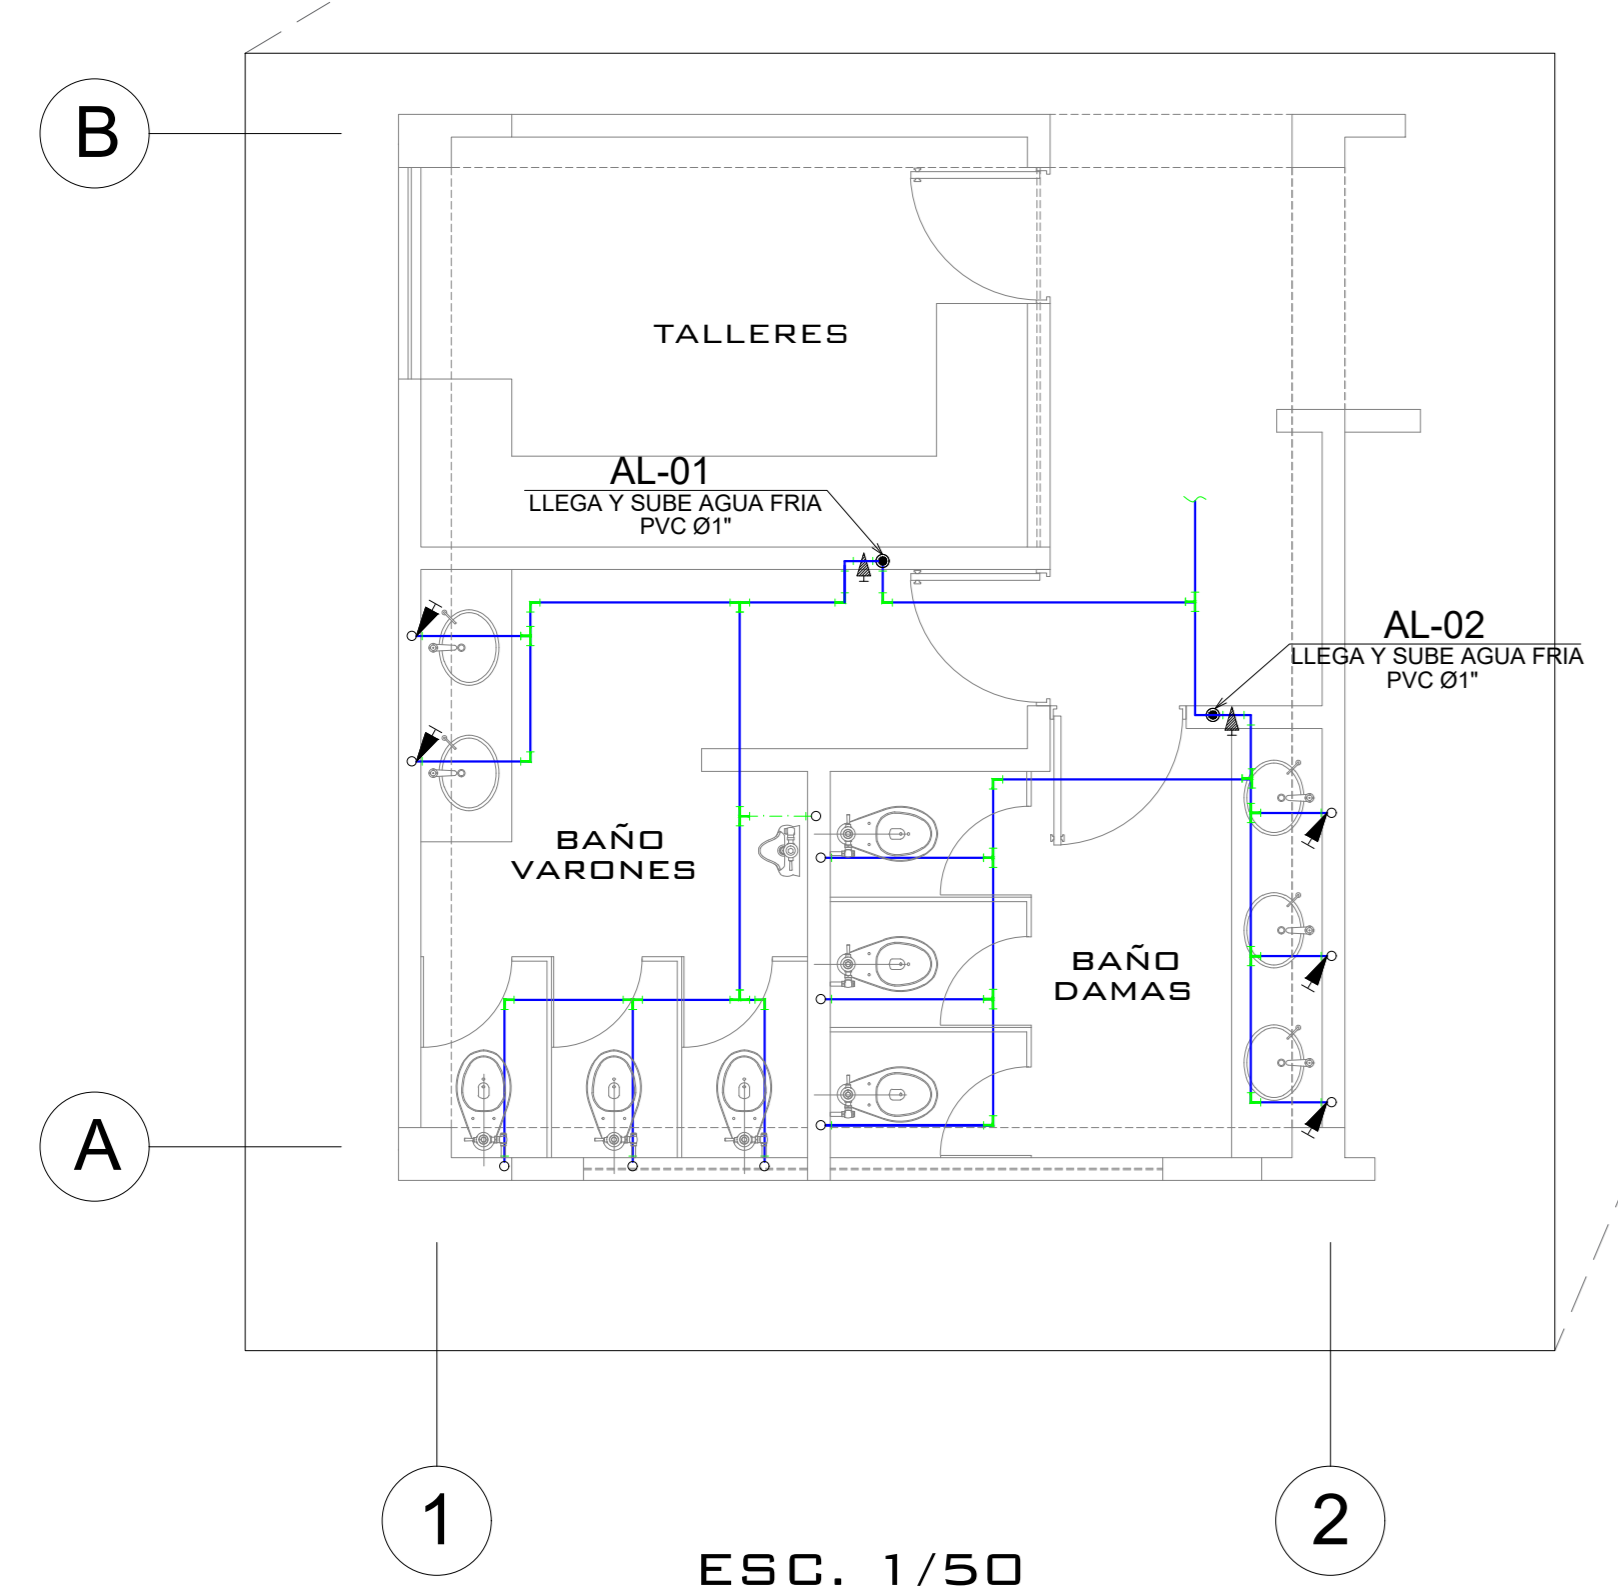 B
TALLERES
AL-01
LLEGA Y SUBE AGUA FRIA
PVC Ø1"
AL-02
LLEGA Y SUBE AGUA FRIA
PVC Ø1"
BAÑO
VARONES
BAÑO
DAMAS
A
1
2
ESC. 1/50